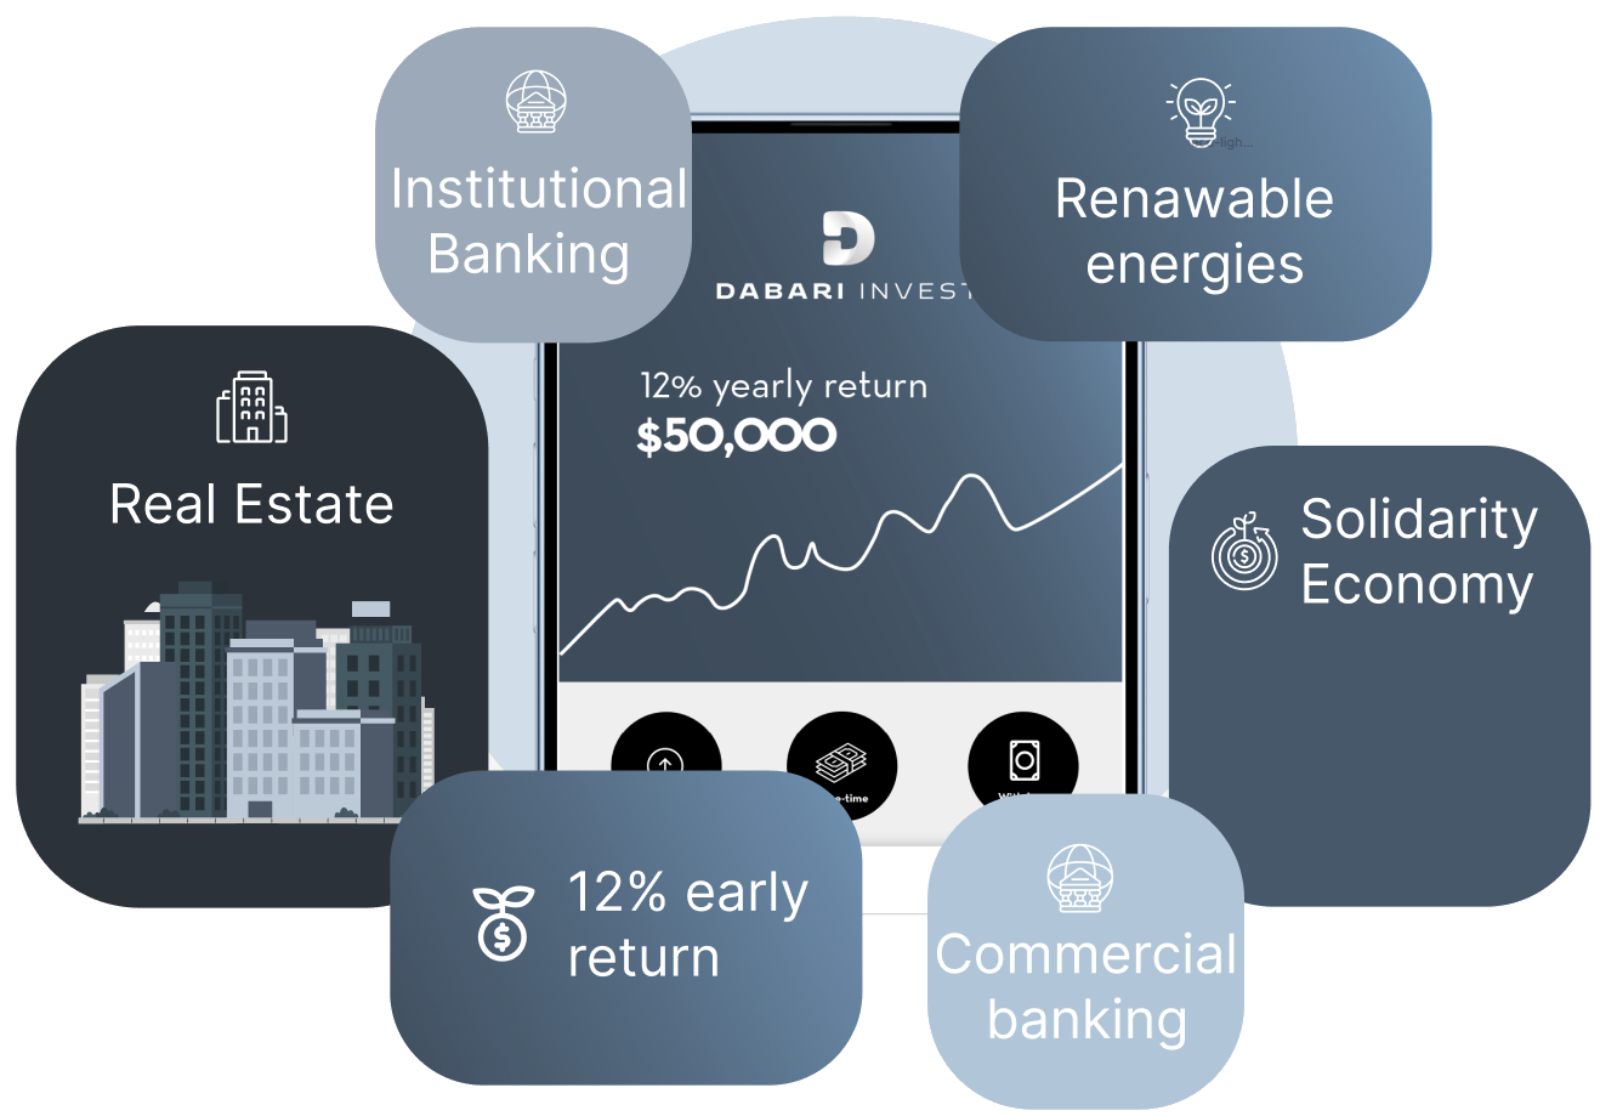 Institutional
Banking
Renawable
energies
DABARI INVEST
12% yearly return
$50,000
Real Estate
Solidarity
Economy
12% early
return
Commercial
banking